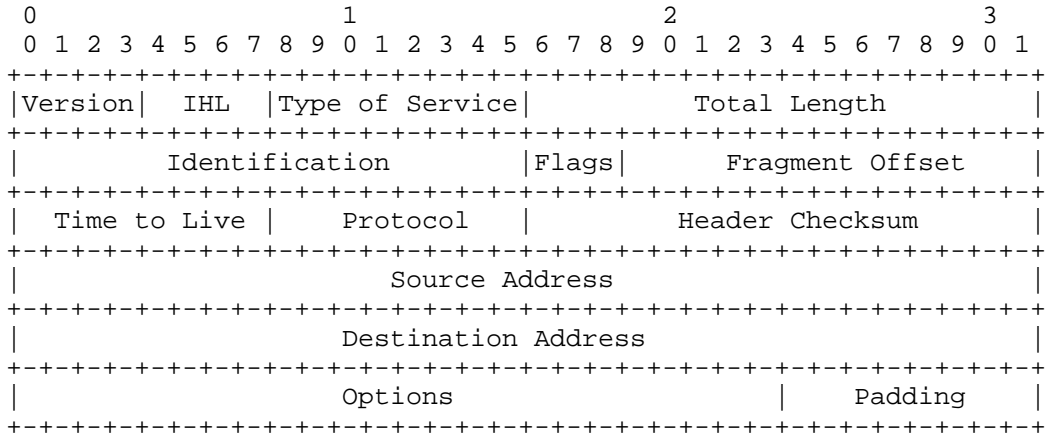 0                   1                   2                   3
0 1 2 3 4 5 6 7 8 9 0 1 2 3 4 5 6 7 8 9 0 1 2 3 4 5 6 7 8 9 0 1
+-+-+-+-+-+-+-+-+-+-+-+-+-+-+-+-+-+-+-+-+-+-+-+-+-+-+-+-+-+-+-+-+
|Version|  IHL  |Type of Service|          Total Length         |
+-+-+-+-+-+-+-+-+-+-+-+-+-+-+-+-+-+-+-+-+-+-+-+-+-+-+-+-+-+-+-+-+
|         Identification        |Flags|      Fragment Offset    |
+-+-+-+-+-+-+-+-+-+-+-+-+-+-+-+-+-+-+-+-+-+-+-+-+-+-+-+-+-+-+-+-+
|  Time to Live |    Protocol   |         Header Checksum       |
+-+-+-+-+-+-+-+-+-+-+-+-+-+-+-+-+-+-+-+-+-+-+-+-+-+-+-+-+-+-+-+-+
|                       Source Address                          |
+-+-+-+-+-+-+-+-+-+-+-+-+-+-+-+-+-+-+-+-+-+-+-+-+-+-+-+-+-+-+-+-+
|                    Destination Address                        |
+-+-+-+-+-+-+-+-+-+-+-+-+-+-+-+-+-+-+-+-+-+-+-+-+-+-+-+-+-+-+-+-+
|                    Options                    |    Padding    |
+-+-+-+-+-+-+-+-+-+-+-+-+-+-+-+-+-+-+-+-+-+-+-+-+-+-+-+-+-+-+-+-+